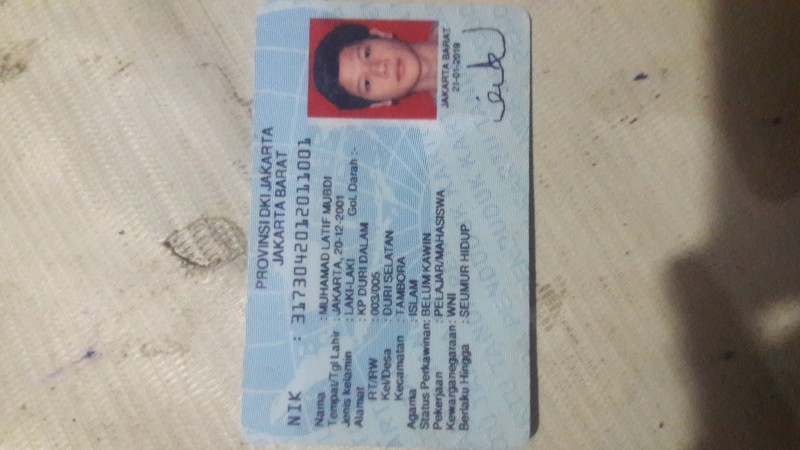 PROVINSI DKI JAKARTA
JAKARTA BARAT
NIK : 3173042012011001
Nama : MUHAMAD LATIF MUBDI
Tempat/Tgl Lahir : JAKARTA, 20-12-2001
Jenis kelamin : LAKI-LAKI Gol. Darah :-
Alamat : KP DURI DALAM
RT/RW : 003/005
Kel/Desa : DURI SELATAN
Kecamatan : TAMBORA
Agama : ISLAM
Status Perkawinan: BELUM KAWIN
Pekerjaan : PELAJAR/MAHASISWA
Kewarganegaraan: WNI
Berlaku Hingga : SEUMUR HIDUP
JAKARTA BARAT
21-01-2019